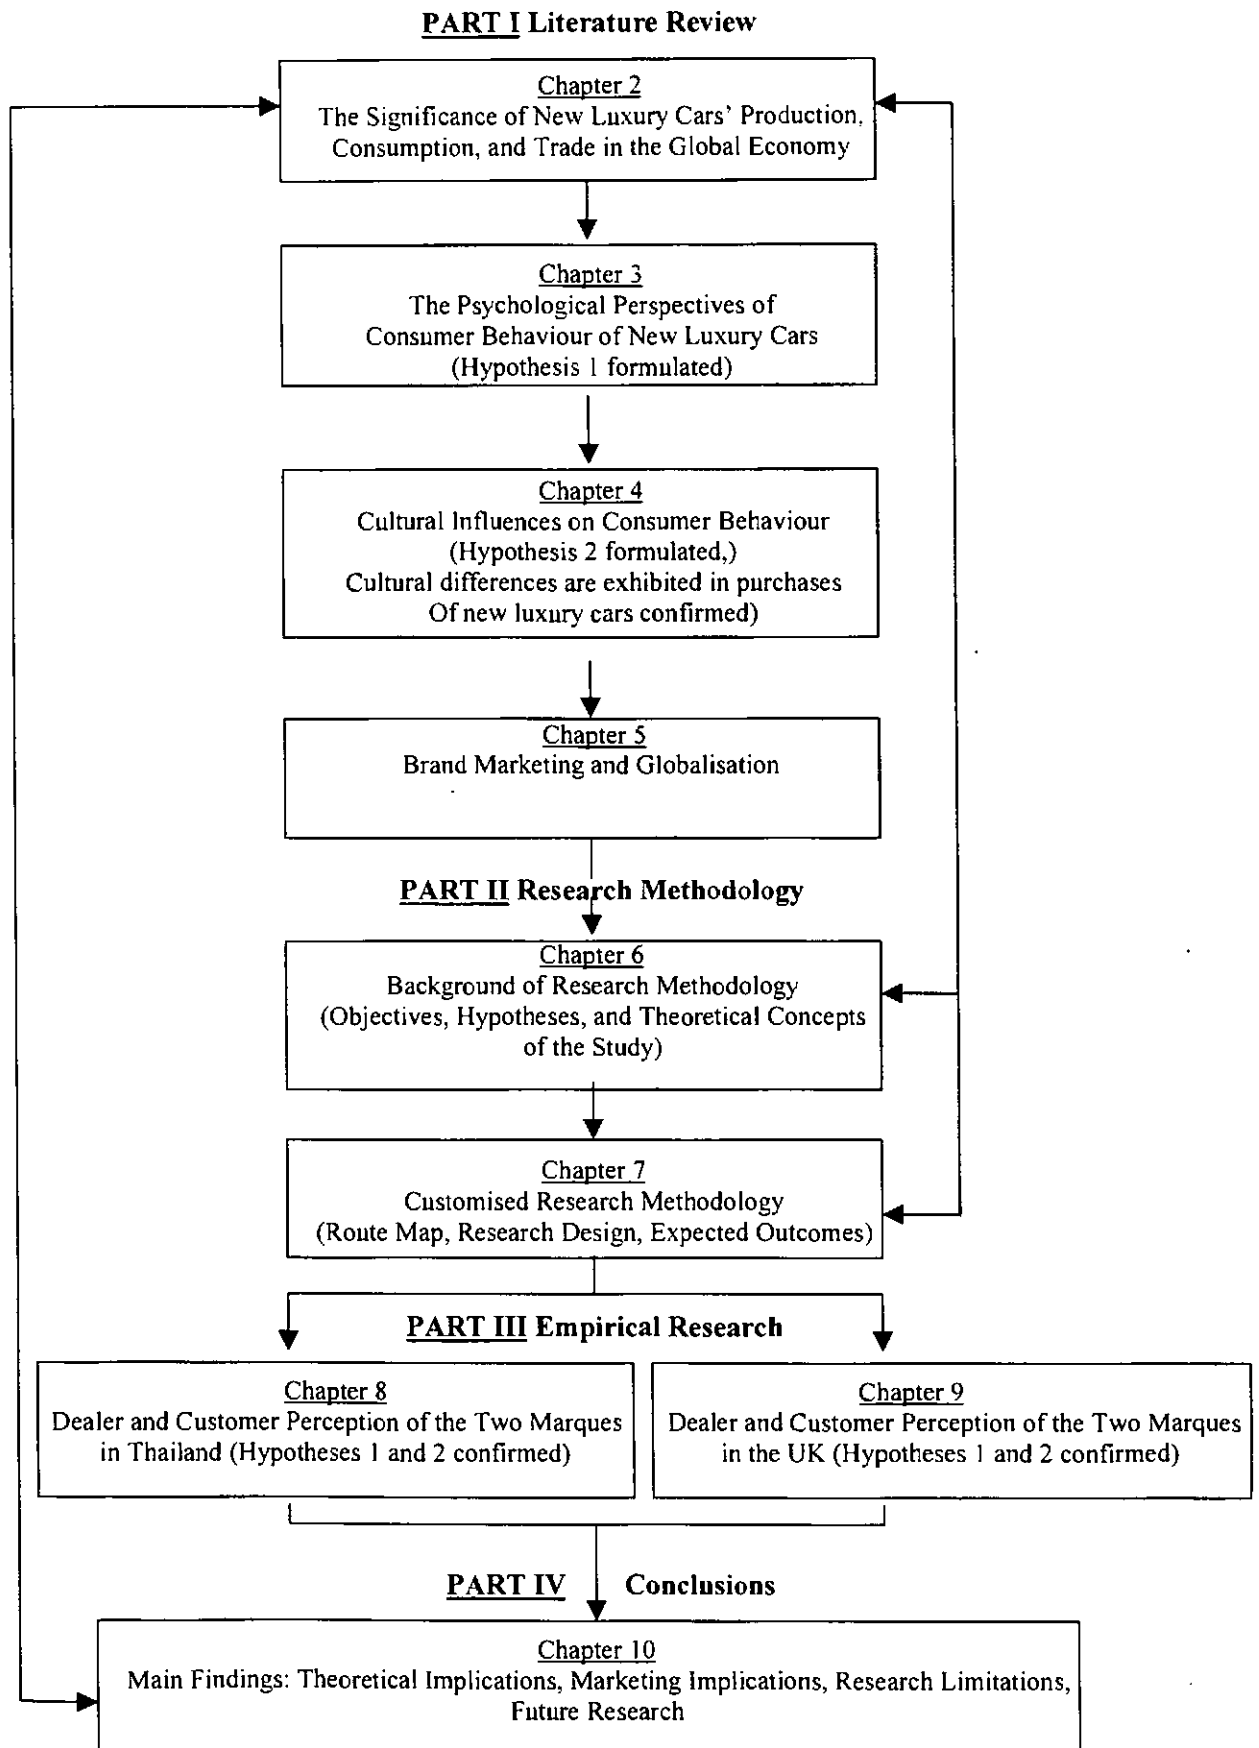 PART I Literature Review
Chapter 2
The Significance of New Luxury Cars' Production,
Consumption, and Trade in the Global Economy
Chapter 3
The Psychological Perspectives of
Consumer Behaviour of New Luxury Cars
(Hypothesis 1 formulated)
Chapter 4
Cultural Influences on Consumer Behaviour
(Hypothesis 2 formulated,)
Cultural differences are exhibited in purchases
Of new luxury cars confirmed)
Chapter 5
Brand Marketing and Globalisation
PART II Research Methodology
Chapter 6
Background of Research Methodology
(Objectives, Hypotheses, and Theoretical Concepts
of the Study)
Chapter 7
Customised Research Methodology
(Route Map, Research Design, Expected Outcomes)
PART III Empirical Research
Chapter 8
Dealer and Customer Perception of the Two Marques
in Thailand (Hypotheses 1 and 2 confirmed)
Chapter 9
Dealer and Customer Perception of the Two Marques
in the UK (Hypotheses 1 and 2 confirmed)
PART IV Conclusions
Chapter 10
Main Findings: Theoretical Implications, Marketing Implications, Research Limitations,
Future Research